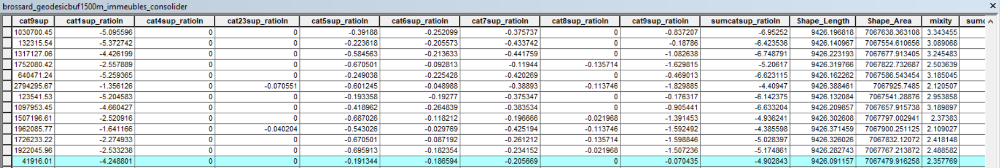 brossard_geodesicbuf1500m_immeubles_consolider
cat9sup cat1sup_ratioln cat4sup_ratioln cat23sup_ratioln cat5sup_ratioln cat6sup_ratioln cat7sup_ratioln cat8sup_ratioln cat9sup_ratioln sumcatsup_ratioln Shape_Length Shape_Area mixity sumc
1030700.45 -5.095596 0 0 -0.39188 -0.252099 -0.375737 0 -0.837207 -6.95252 9426.196818 7067638.363108 3.343455
132315.54 -5.372742 0 0 -0.223618 -0.205573 -0.433742 0 -0.18786 -6.423536 9426.140967 7067554.610656 3.089068
1317127.06 -4.426199 0 0 -0.584563 -0.213633 -0.441759 0 -1.082638 -6.748791 9426.223193 7067677.913405 3.245483
1752080.42 -2.557889 0 0 -0.670501 -0.092813 -0.11944 -0.135714 -1.629815 -5.20617 9426.319766 7067822.732687 2.503639
640471.24 -5.259365 0 0 -0.249038 -0.225428 -0.420269 0 -0.469013 -6.623115 9426.162262 7067586.543454 3.185045
2794295.67 -1.356126 0 -0.070551 -0.601245 -0.048988 -0.38893 -0.113746 -1.829885 -4.40947 9426.388461 7067925.7485 2.120507
123541.53 -5.204583 0 0 -0.193358 -0.19277 -0.375347 0 -0.176317 -6.142375 9426.132084 7067541.28876 2.953858
1097953.45 -4.660427 0 0 -0.418962 -0.264839 -0.383534 0 -0.905441 -6.633204 9426.209857 7067657.915738 3.189897
1507196.61 -2.520916 0 0 -0.687026 -0.118212 -0.196666 -0.021968 -1.391453 -4.936241 9426.302608 7067797.002941 2.37383
1962085.77 -1.641166 0 -0.040204 -0.543026 -0.029769 -0.425194 -0.113746 -1.592492 -4.385598 9426.371459 7067900.251125 2.109027
1726233.22 -2.274933 0 0 -0.670501 -0.087192 -0.261212 -0.135714 -1.598846 -5.028397 9426.326026 7067832.12072 2.418148
1922045.96 -2.533238 0 0 -0.695913 -0.182354 -0.234152 -0.021968 -1.507236 -5.174861 9426.282743 7067767.213872 2.488582
41916.01 -4.248801 0 0 -0.191344 -0.186594 -0.205669 0 -0.070435 -4.902843 9426.091157 7067479.916258 2.357769